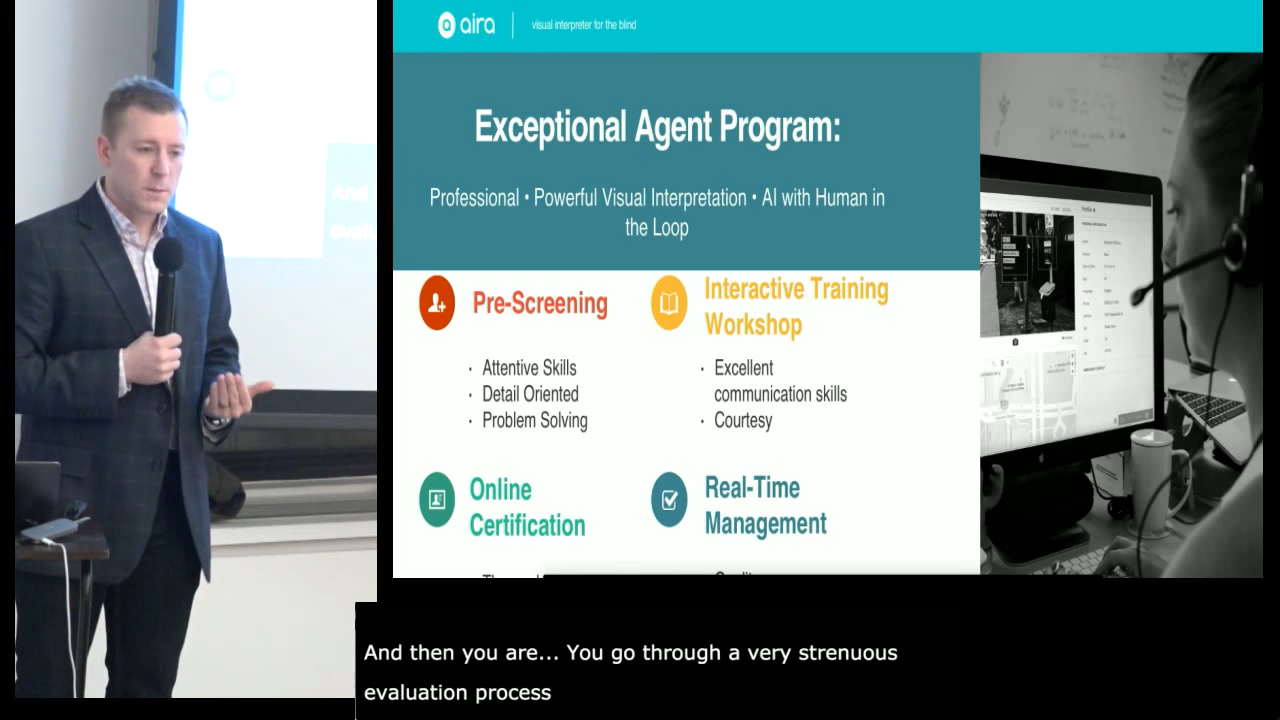 aira
visual interpreter for the blind
Exceptional Agent Program:
Professional • Powerful Visual Interpretation • AI with Human in
the Loop
Pre-Screening
· Attentive Skills
· Detail Oriented
· Problem Solving
Interactive Training
Workshop
· Excellent
communication skills
· Courtesy
Online
Certification
Real-Time
Management
And
And then you are... You go through a very strenuous
evaluation process